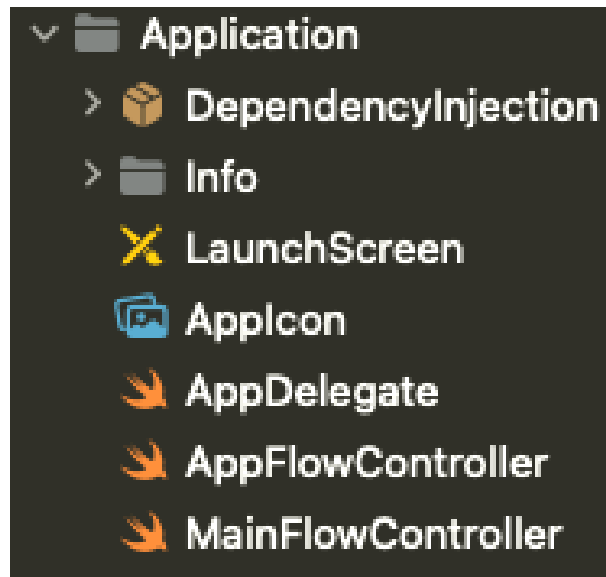 Application
DependencyInjection
Info
LaunchScreen
AppIcon
AppDelegate
AppFlowController
MainFlowController